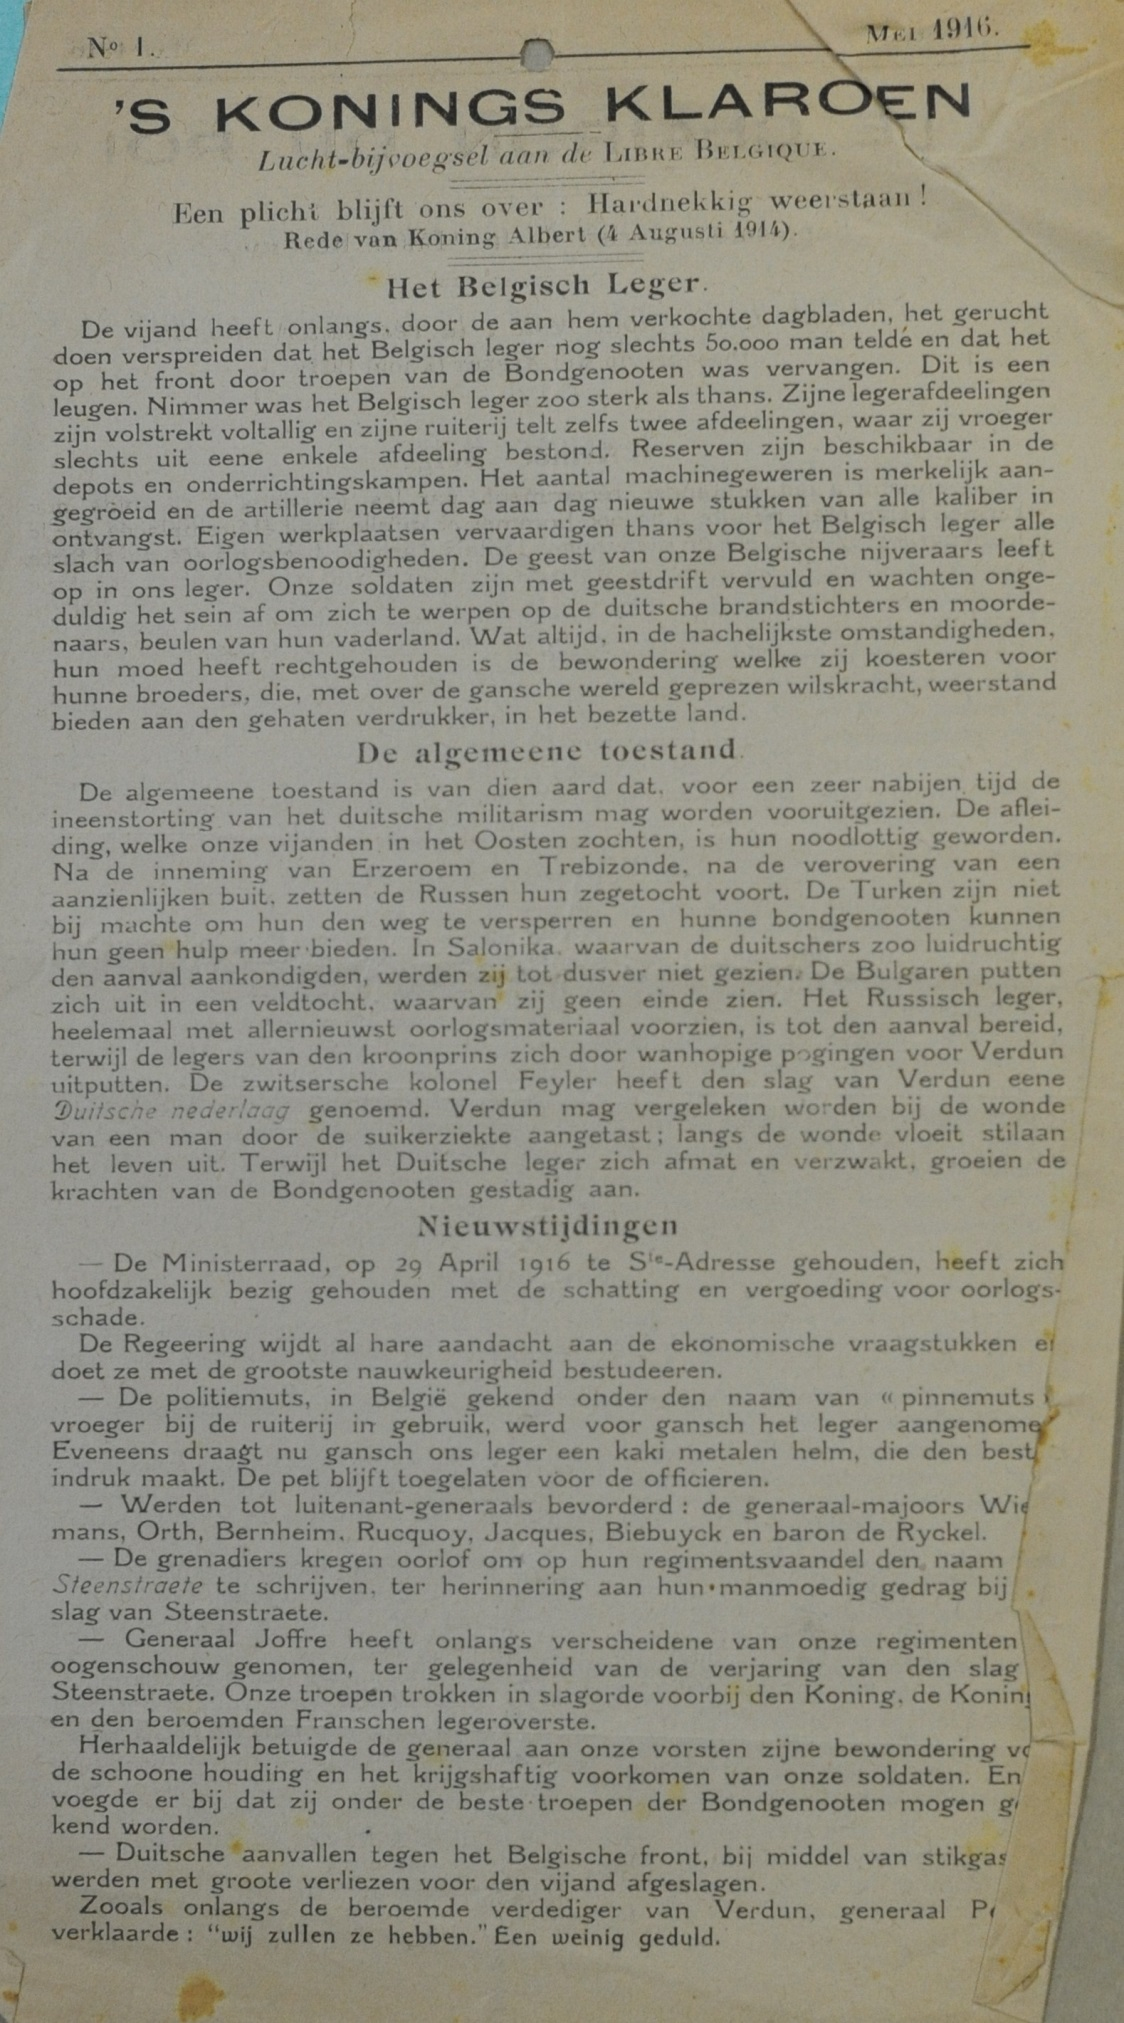 Nº 1.
MEI 1916.
'S KONINGS KLAROEN
Lucht-bijvoegsel aan de LIBRE BELGIQUE.
Een plicht blijft ons over : Hardnekkig weerstaan !
Rede van Koning Albert (4 Augusti 1914).
Het Belgisch Leger.
De vijand heeft onlangs, door de aan hem verkochte dagbladen, het gerucht
doen verspreiden dat het Belgisch leger nog slechts 50.000 man telde en dat het
op het front door troepen van de Bondgenooten was vervangen. Dit is een
leugen. Nimmer was het Belgisch leger zoo sterk als thans. Zijne legerafdeelingen
zijn volstrekt voltallig en zijne ruiterij telt zelfs twee afdeelingen, waar zij vroeger
slechts uit eene enkele afdeeling bestond. Reserven zijn beschikbaar in de
depots en onderrichtingskampen. Het aantal machinegeweren is merkelijk aan-
gegroeid en de artillerie neemt dag aan dag nieuwe stukken van alle kaliber in
ontvangst. Eigen werkplaatsen vervaardigen thans voor het Belgisch leger alle
slach van oorlogsbenoodigheden. De geest van onze Belgische nijveraars leeft
op in ons leger. Onze soldaten zijn met geestdrift vervuld en wachten onge-
duldig het sein af om zich te werpen op de duitsche brandstichters en moorde-
naars, beulen van hun vaderland. Wat altijd, in de hachelijkste omstandigheden,
hun moed heeft rechtgehouden is de bewondering welke zij koesteren voor
hunne broeders, die, met over de gansche wereld geprezen wilskracht, weerstand
bieden aan den gehaten verdrukker, in het bezette land.
De algemeene toestand.
De algemeene toestand is van dien aard dat, voor een zeer nabijen tijd de
ineenstorting van het duitsche militarism mag worden vooruitgezien. De aflei-
ding, welke onze vijanden in het Oosten zochten, is hun noodlottig geworden.
Na de inneming van Erzeroem en Trebizonde, na de verovering van een
aanzienlijken buit, zetten de Russen hun zegetocht voort. De Turken zijn niet
bij machte om hun den weg te versperren en hunne bondgenooten kunnen
hun geen hulp meer bieden. In Salonika, waarvan de duitschers zoo luidruchtig
den aanval aankondigden, werden zij tot dusver niet gezien. De Bulgaren putten
zich uit in een veldtocht, waarvan zij geen einde zien. Het Russisch leger,
heelemaal met allernieuwst oorlogsmateriaal voorzien, is tot den aanval bereid,
terwijl de legers van den kroonprins zich door wanhopige pogingen voor Verdun
uitputten. De zwitsersche kolonel Feyler heeft den slag van Verdun eene
Duitsche nederlaag genoemd. Verdun mag vergeleken worden bij de wonde
van een man door de suikerziekte aangetast ; langs de wonde vloeit stilaan
het leven uit. Terwijl het Duitsche leger zich afmat en verzwakt, groeien de
krachten van de Bondgenooten gestadig aan.
Nieuwstijdingen
— De Ministerraad, op 29 April 1916 te Ste-Adresse gehouden, heeft zich
hoofdzakelijk bezig gehouden met de schatting en vergoeding voor oorlogs-
schade.
De Regeering wijdt al hare aandacht aan de ekonomische vraagstukken
doet ze met de grootste nauwkeurigheid bestudeeren.
— De politiemuts, in België gekend onder den naam van « pinnemuts »
vroeger bij de ruiterij in gebruik, werd voor gansch het leger aangenome
Eveneens draagt nu gansch ons leger een kaki metalen helm, die den best
indruk maakt. De pet blijft toegelaten voor de officieren.
— Werden tot luitenant-generaals bevorderd : de generaal-majoors Wie
mans, Orth, Bernheim, Rucquoy, Jacques, Biebuyck en baron de Ryckel.
— De grenadiers kregen oorlof om op hun regimentsvaandel den naam
Steenstraete te schrijven, ter herinnering aan hun manmoedig gedrag bij
slag van Steenstraete.
— Generaal Joffre heeft onlangs verscheidene van onze regimenten
oogenschouw genomen, ter gelegenheid van de verjaring van den slag
Steenstraete. Onze troepen trokken in slagorde voorbij den Koning, de Konin
en den beroemden Franschen legeroverste.
Herhaaldelijk betuigde de generaal aan onze vorsten zijne bewondering vo
de schoone houding en het krijgshaftig voorkomen van onze soldaten. En
voegde er bij dat zij onder de beste troepen der Bondgenooten mogen g
kend worden.
— Duitsche aanvallen tegen het Belgische front, bij middel van stikgas
werden met groote verliezen voor den vijand afgeslagen.
Zooals onlangs de beroemde verdediger van Verdun, generaal
verklaarde : "wij zullen ze hebben." Een weinig geduld.